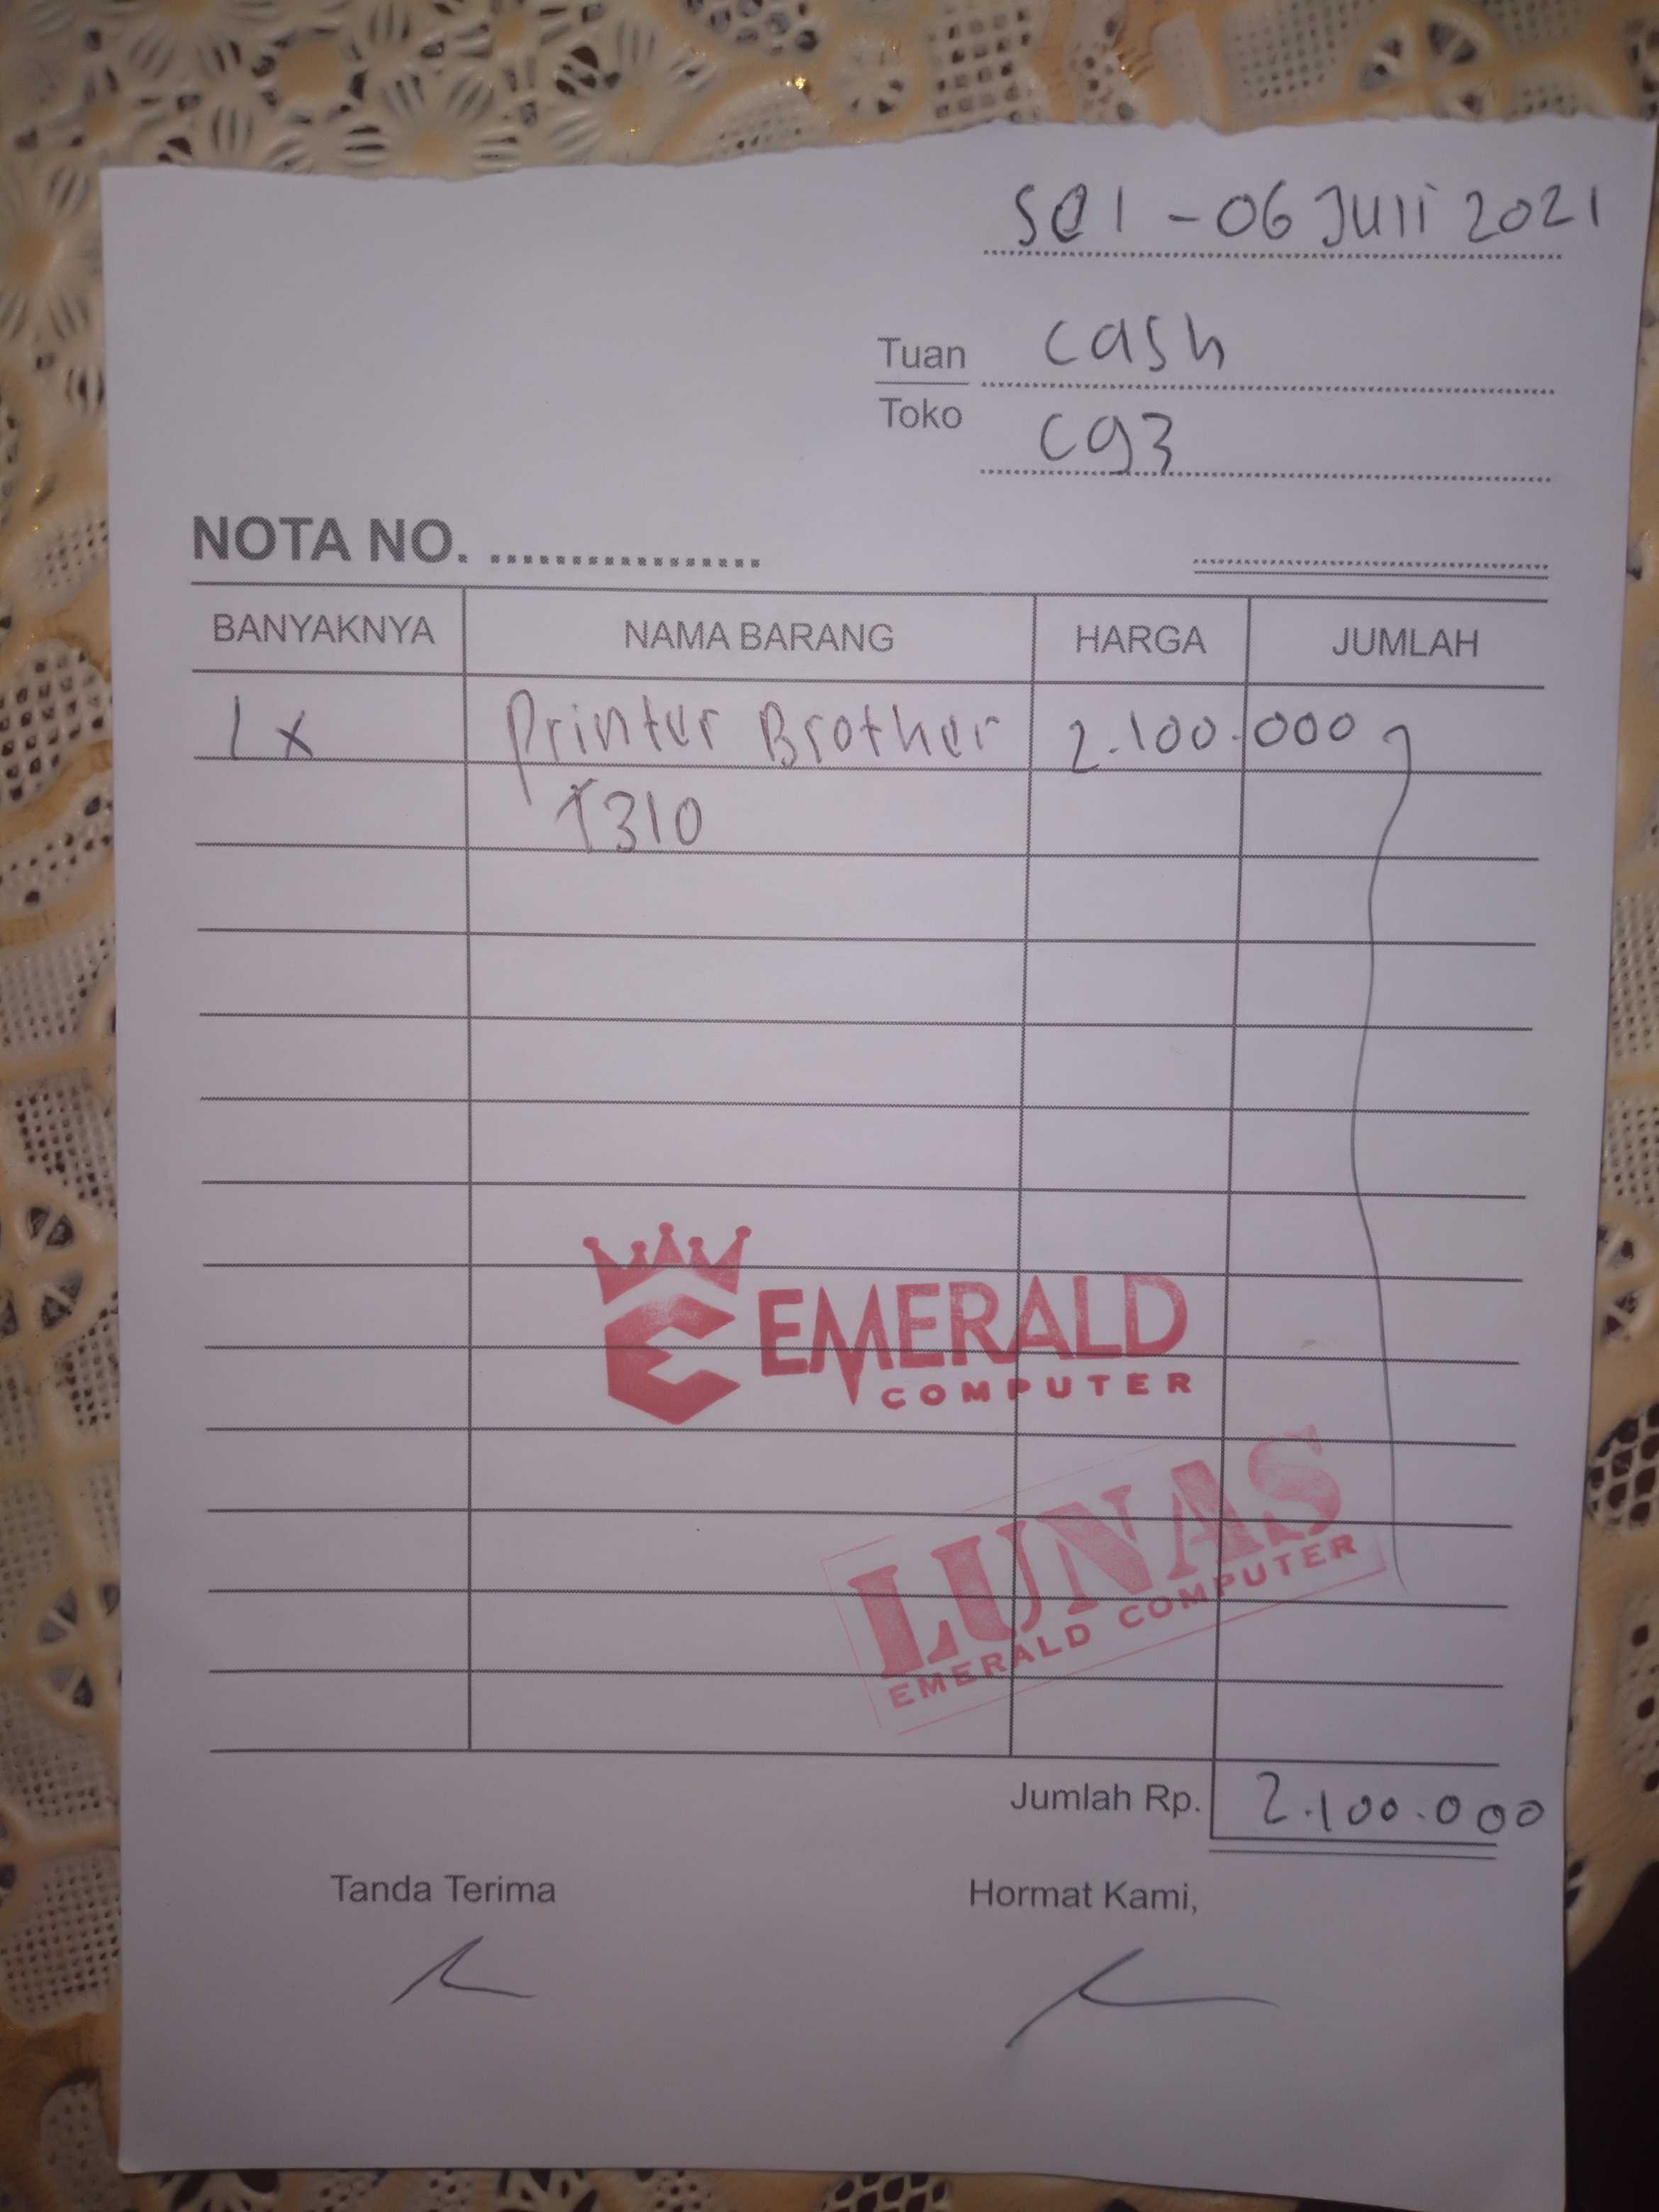 Sel - 06 Juli 2021
Tuan cash
Toko cg3
NOTA NO. .................
BANYAKNYA NAMA BARANG HARGA JUMLAH
1x Printer Brother 2.100.000
T310
EMERALD
COMPUTER
LUNAS
EMERALD COMPUTER
Jumlah Rp. 2.100.000
Tanda Terima Hormat Kami,